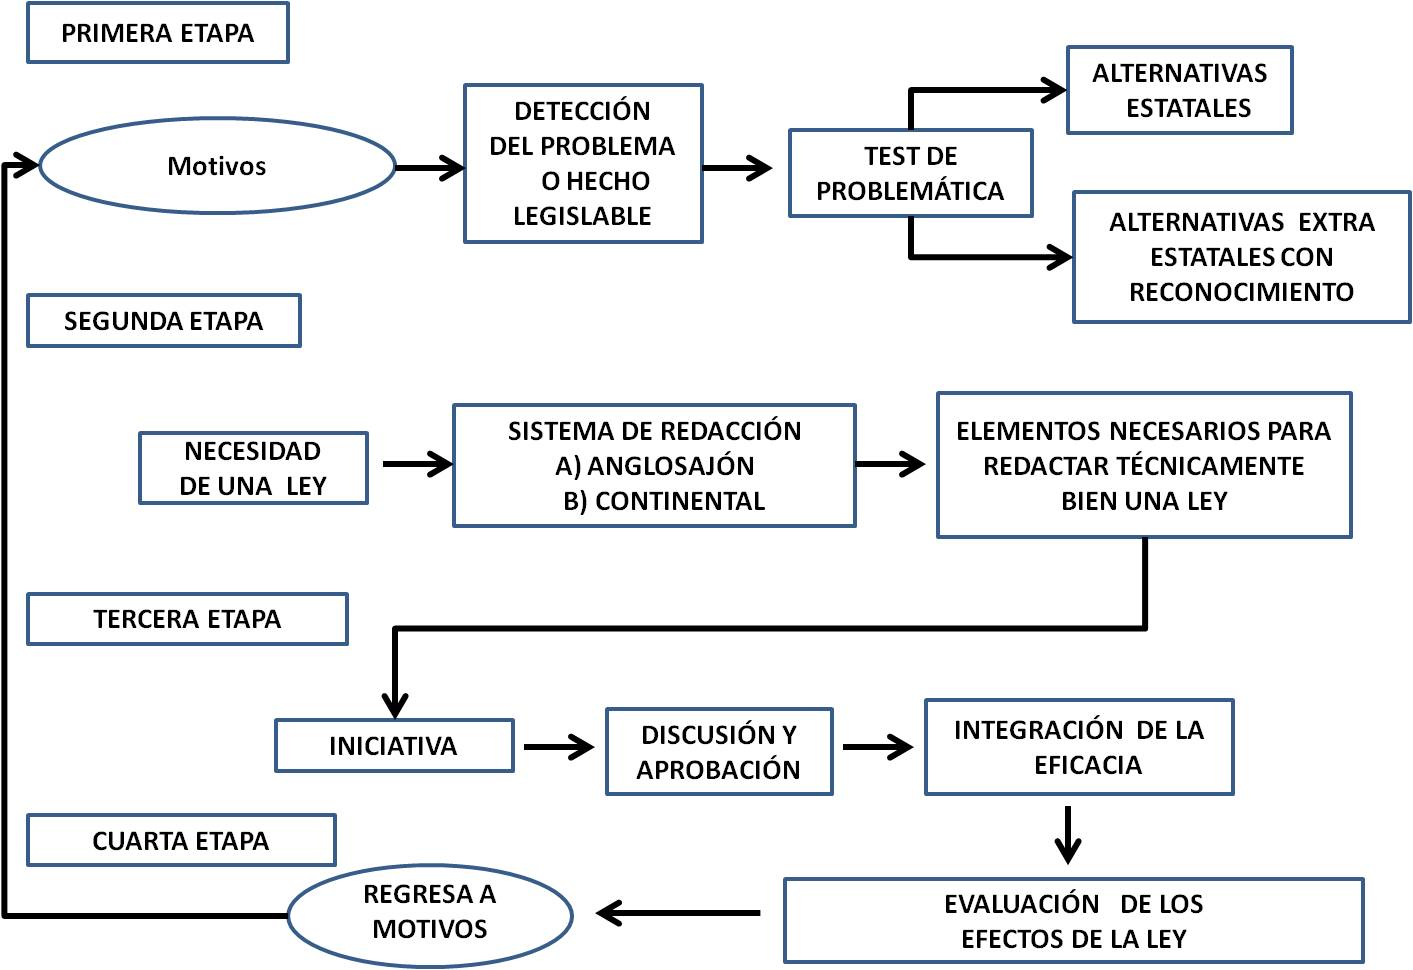 PRIMERA ETAPA
Motivos
DETECCIÓN
DEL PROBLEMA
O HECHO
LEGISLABLE
TEST DE
PROBLEMÁTICA
ALTERNATIVAS
ESTATALES
ALTERNATIVAS EXTRA
ESTATALES CON
RECONOCIMIENTO
SEGUNDA ETAPA
NECESIDAD
DE UNA LEY
SISTEMA DE REDACCIÓN
A) ANGLOSAJÓN
B) CONTINENTAL
ELEMENTOS NECESARIOS PARA
REDACTAR TÉCNICAMENTE
BIEN UNA LEY
TERCERA ETAPA
INICIATIVA
DISCUSIÓN Y
APROBACIÓN
INTEGRACIÓN DE LA
EFICACIA
CUARTA ETAPA
REGRESA A
MOTIVOS
EVALUACIÓN DE LOS
EFECTOS DE LA LEY